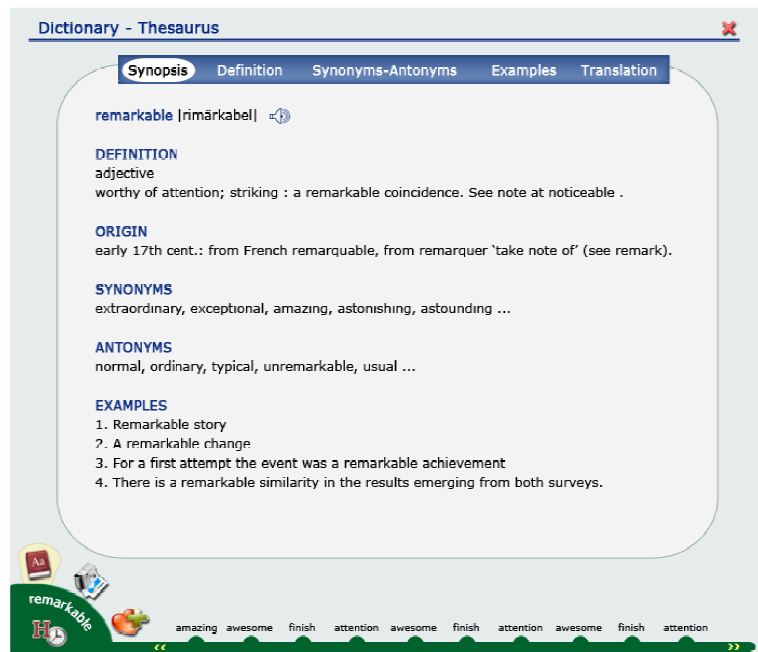 Dictionary - Thesaurus
Synopsis Definition Synonyms-Antonyms Examples Translation
remarkable |rimärkabel|
DEFINITION
adjective
worthy of attention; striking : a remarkable coincidence. See note at noticeable .
ORIGIN
early 17th cent.: from French remarquable, from remarquer ‘take note of’ (see remark).
SYNONYMS
extraordinary, exceptional, amazing, astonishing, astounding ...
ANTONYMS
normal, ordinary, typical, unremarkable, usual ...
EXAMPLES
1. Remarkable story
2. A remarkable change
3. For a first attempt the event was a remarkable achievement
4. There is a remarkable similarity in the results emerging from both surveys.
Aa
remarkable
H
amazing awesome finish attention awesome finish attention awesome finish attention
<< >>